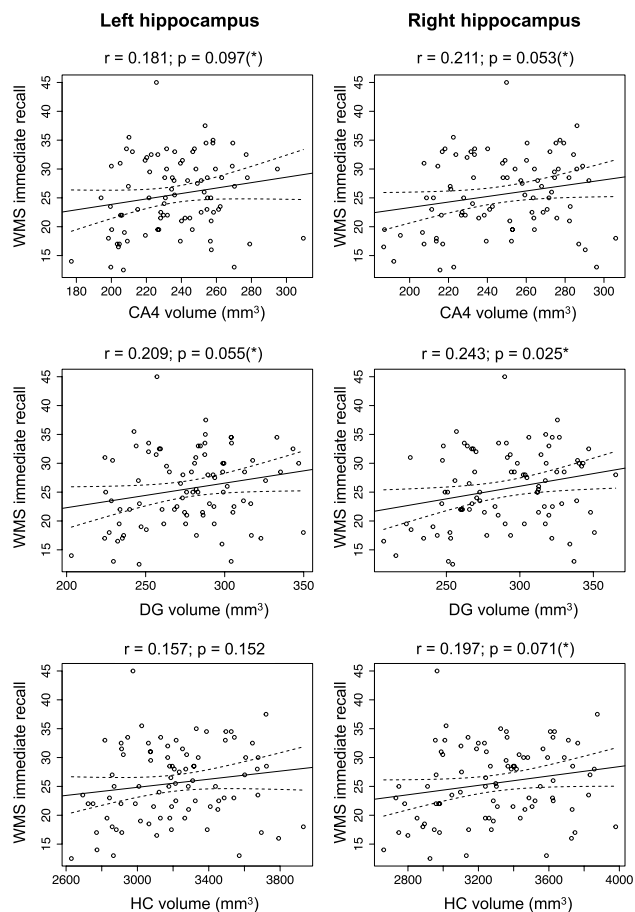 Left hippocampus
Right hippocampus
r = 0.181; p = 0.097(*)
r = 0.211; p = 0.053(*)
WMS immediate recall
15 20 25 30 35 40 45
180 200 220 240 260 280 300
CA4 volume (mm³)
WMS immediate recall
15 20 25 30 35 40 45
200 220 240 260 280 300
CA4 volume (mm³)
r = 0.209; p = 0.055(*)
r = 0.243; p = 0.025*
WMS immediate recall
15 20 25 30 35 40 45
200 250 300 350
DG volume (mm³)
WMS immediate recall
15 20 25 30 35 40 45
250 300 350
DG volume (mm³)
r = 0.157; p = 0.152
r = 0.197; p = 0.071(*)
WMS immediate recall
15 20 25 30 35 40 45
2600 3000 3400 3800
HC volume (mm³)
WMS immediate recall
15 20 25 30 35 40 45
2800 3200 3600 4000
HC volume (mm³)